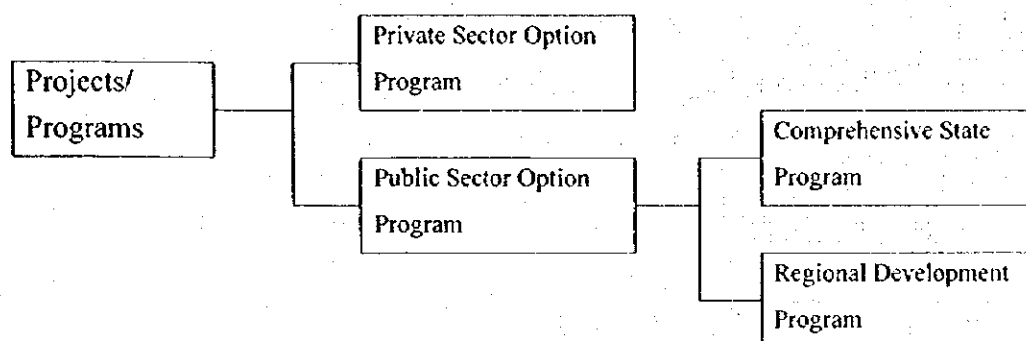 Projects/
Programs
Private Sector Option
Program
Public Sector Option
Program
Comprehensive State
Program
Regional Development
Program